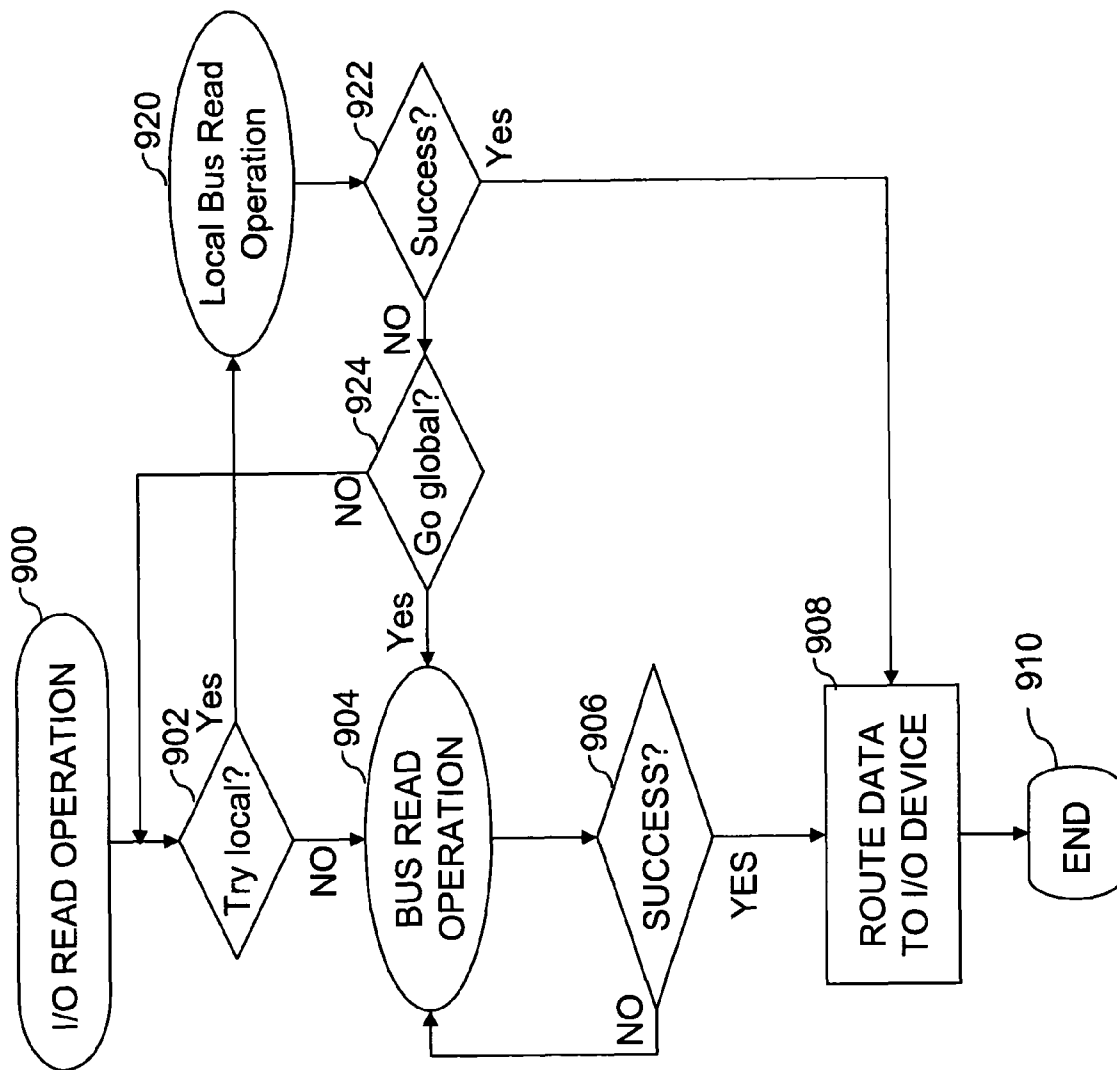 I/O READ OPERATION
900
Try local?
902
Yes
NO
Local Bus Read
Operation
920
Success?
922
Yes
NO
Go global?
924
NO
Yes
BUS READ
OPERATION
904
SUCCESS?
906
NO
YES
ROUTE DATA
TO I/O DEVICE
908
END
910